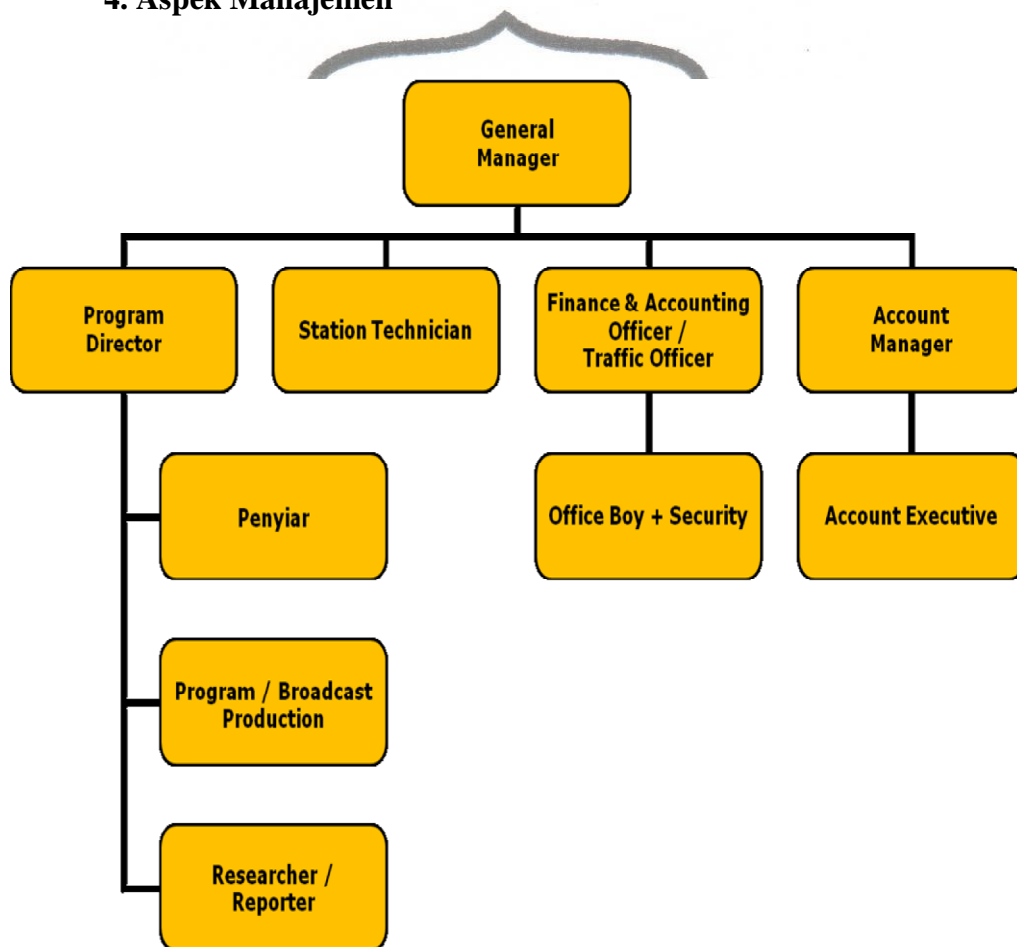 4. Aspek Manajemen
General
Manager
Program
Director
Station Technician
Finance & Accounting
Officer /
Traffic Officer
Account
Manager
Penyiar
Office Boy + Security
Account Executive
Program / Broadcast
Production
Researcher /
Reporter